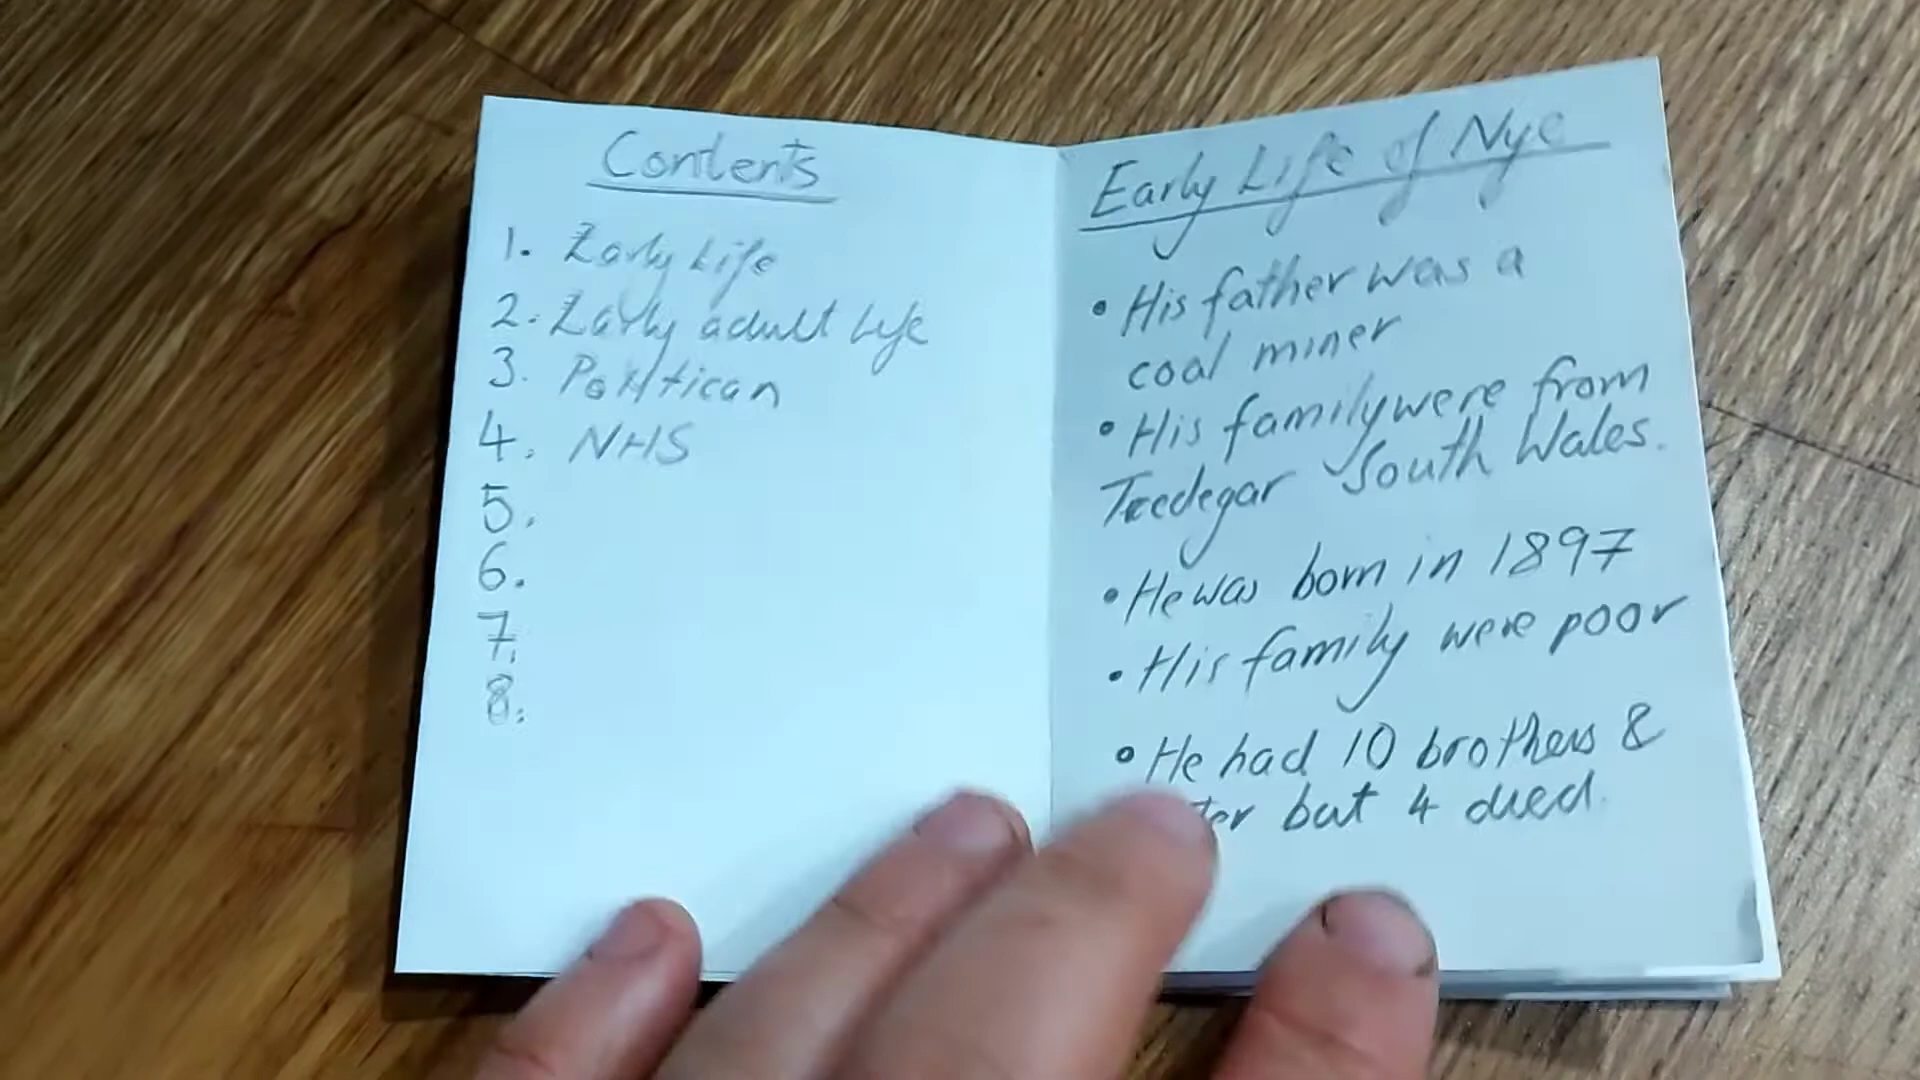 Contents
1. Early Life
2. Early adult Life
3. Politican
4. NHS
5.
6.
7.
8.
Early Life of Nye
• His father was a
coal miner
• His family were from
Treedegar South Wales.
• He was born in 1897
• His family were poor
• He had 10 brothers &
but 4 died.